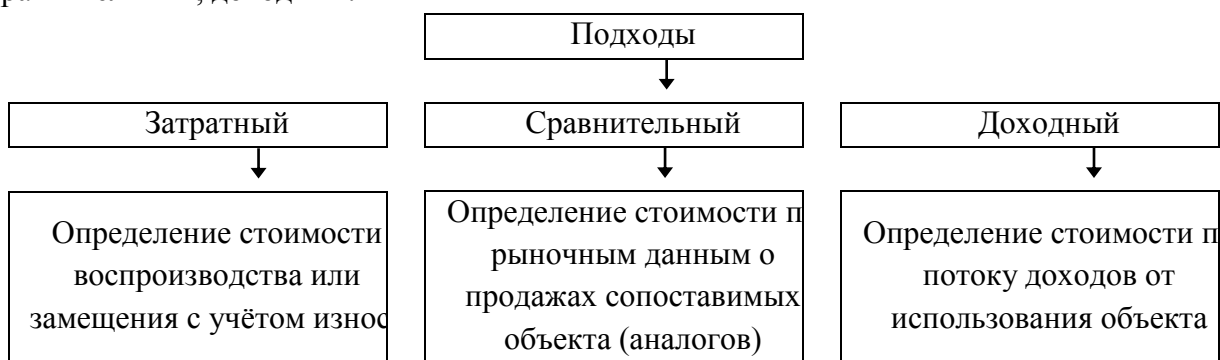 Подходы
Затратный
Сравнительный
Доходный
Определение стоимости
воспроизводства или
замещения с учётом износ
Определение стоимости п
рыночным данным о
продажах сопоставимых
объекта (аналогов)
Определение стоимости п
потоку доходов от
использования объекта